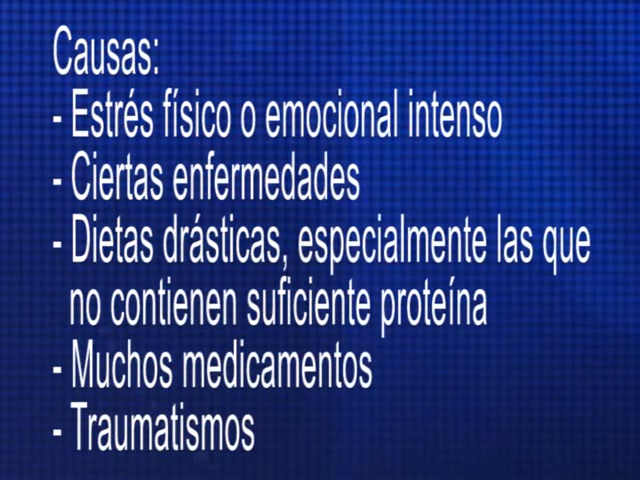 Causas:
- Estrés físico o emocional intenso
- Ciertas enfermedades
- Dietas drásticas, especialmente las que
no contienen suficiente proteína
- Muchos medicamentos
- Traumatismos